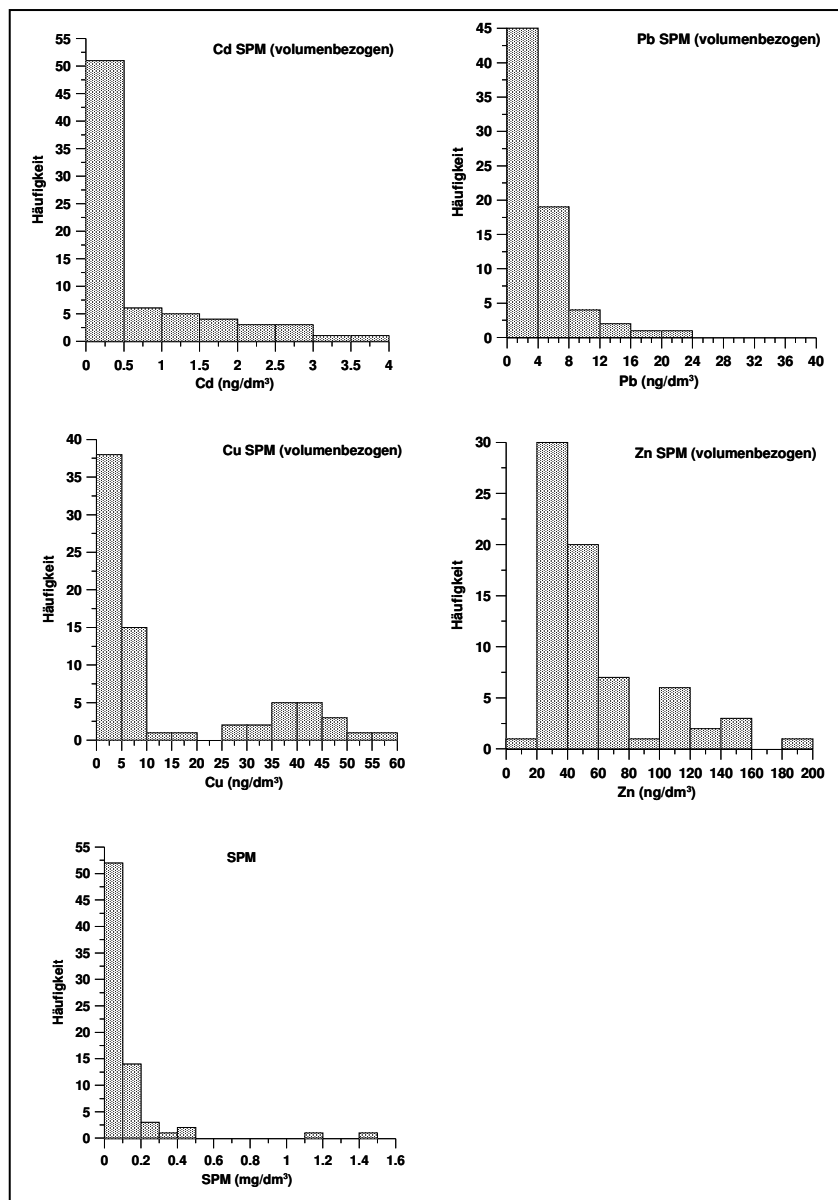 Cd SPM (volumenbezogen)
55
50
45
40
35
30
25
20
15
10
5
0
Häufigkeit
0 0.5 1 1.5 2 2.5 3 3.5 4
Cd (ng/dm³)
Pb SPM (volumenbezogen)
45
40
35
30
25
20
15
10
5
0
Häufigkeit
0 4 8 12 16 20 24 28 32 36 40
Pb (ng/dm³)
Cu SPM (volumenbezogen)
40
35
30
25
20
15
10
5
0
Häufigkeit
0 5 10 15 20 25 30 35 40 45 50 55 60
Cu (ng/dm³)
Zn SPM (volumenbezogen)
30
25
20
15
10
5
0
Häufigkeit
0 20 40 60 80 100 120 140 160 180 200
Zn (ng/dm³)
SPM
55
50
45
40
35
30
25
20
15
10
5
0
Häufigkeit
0 0.2 0.4 0.6 0.8 1 1.2 1.4 1.6
SPM (mg/dm³)